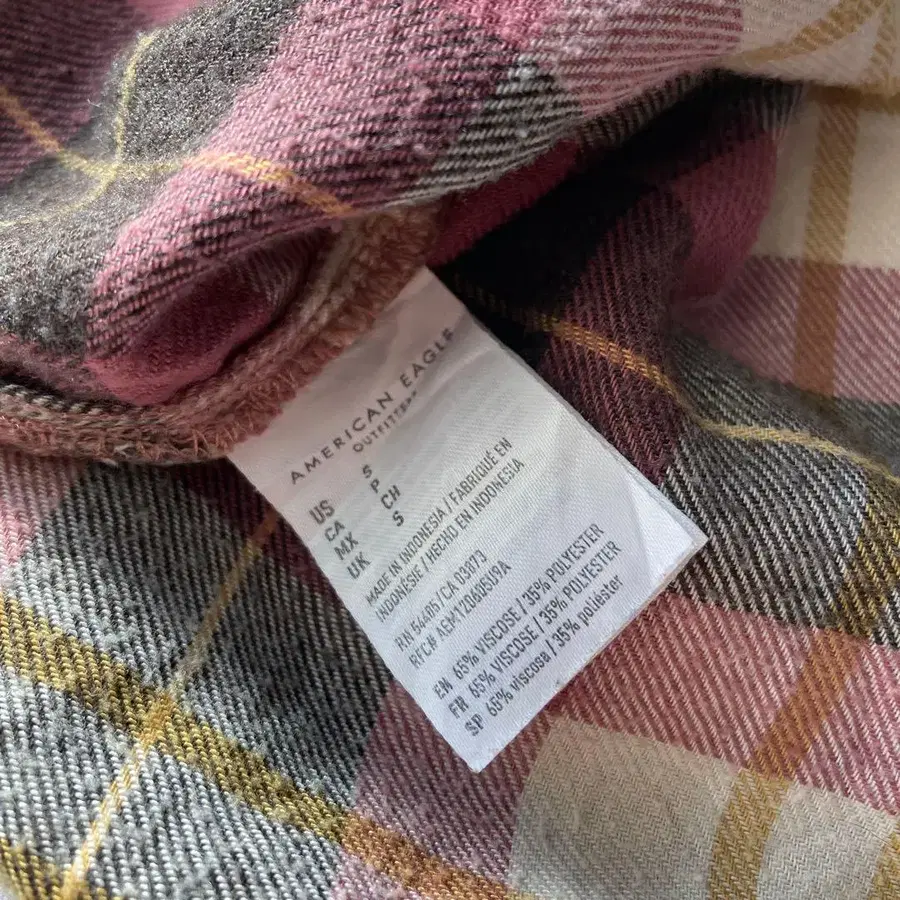 AMERICAN EAGLE
OUTFITTERS
US S
CA P
MX CH
UK S
MADE IN INDONESIA / FABRIQUÉ EN
INDONÉSIE / HECHO EN INDONESIA
RN 54485/CA 03873
RFC# ASM120605U9A
EN 65% VISCOSE / 35% POLYESTER
FR 65% VISCOSE / 35% POLYESTER
SP 65% viscosa / 35% poliéster